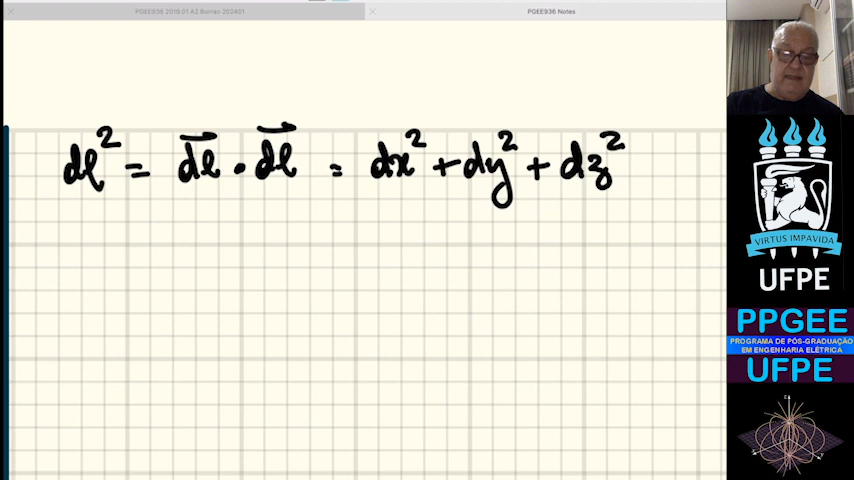 PGEE936 2019.01 A2 Borrao 202401
PGEE936 Notes
dl² = dl⃗ · dl⃗ = dx² + dy² + dz²
VIRTUS IMPAVIDA
UFPE
PPGEE
PROGRAMA DE PÓS-GRADUAÇÃO
EM ENGENHARIA ELÉTRICA
UFPE